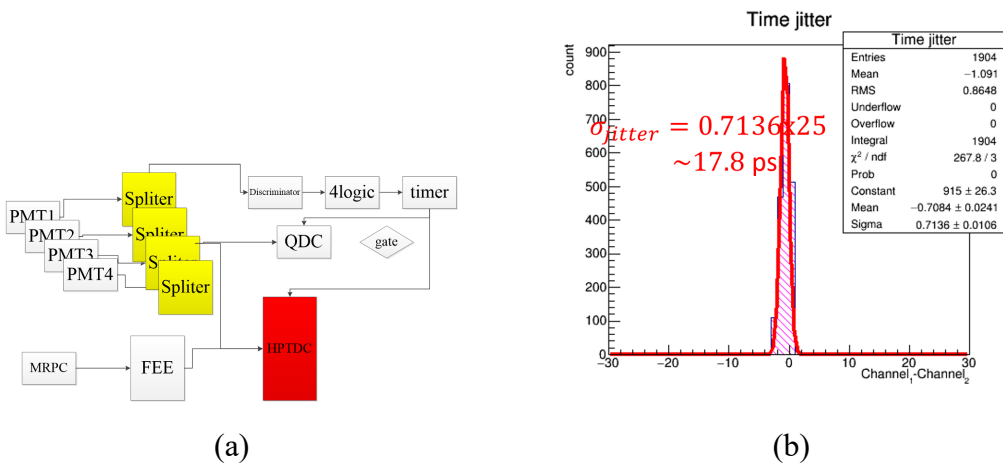 PMT1
PMT2
PMT3
PMT4
Spliter
Spliter
Spliter
Spliter
Discriminator
4logic
timer
QDC
gate
HPTDC
MRPC
FEE
(a)
Time jitter
count
900
800
700
600
500
400
300
200
100
0
−30
−20
−10
0
10
20
30
Channel₁-Channel₂
σ_jitter = 0.7136x25
~17.8 ps
Time jitter
Entries 1904
Mean −1.091
RMS 0.8648
Underflow 0
Overflow 0
Integral 1904
χ² / ndf 267.8 / 3
Prob 0
Constant 915 ± 26.3
Mean −0.7084 ± 0.0241
Sigma 0.7136 ± 0.0106
(b)